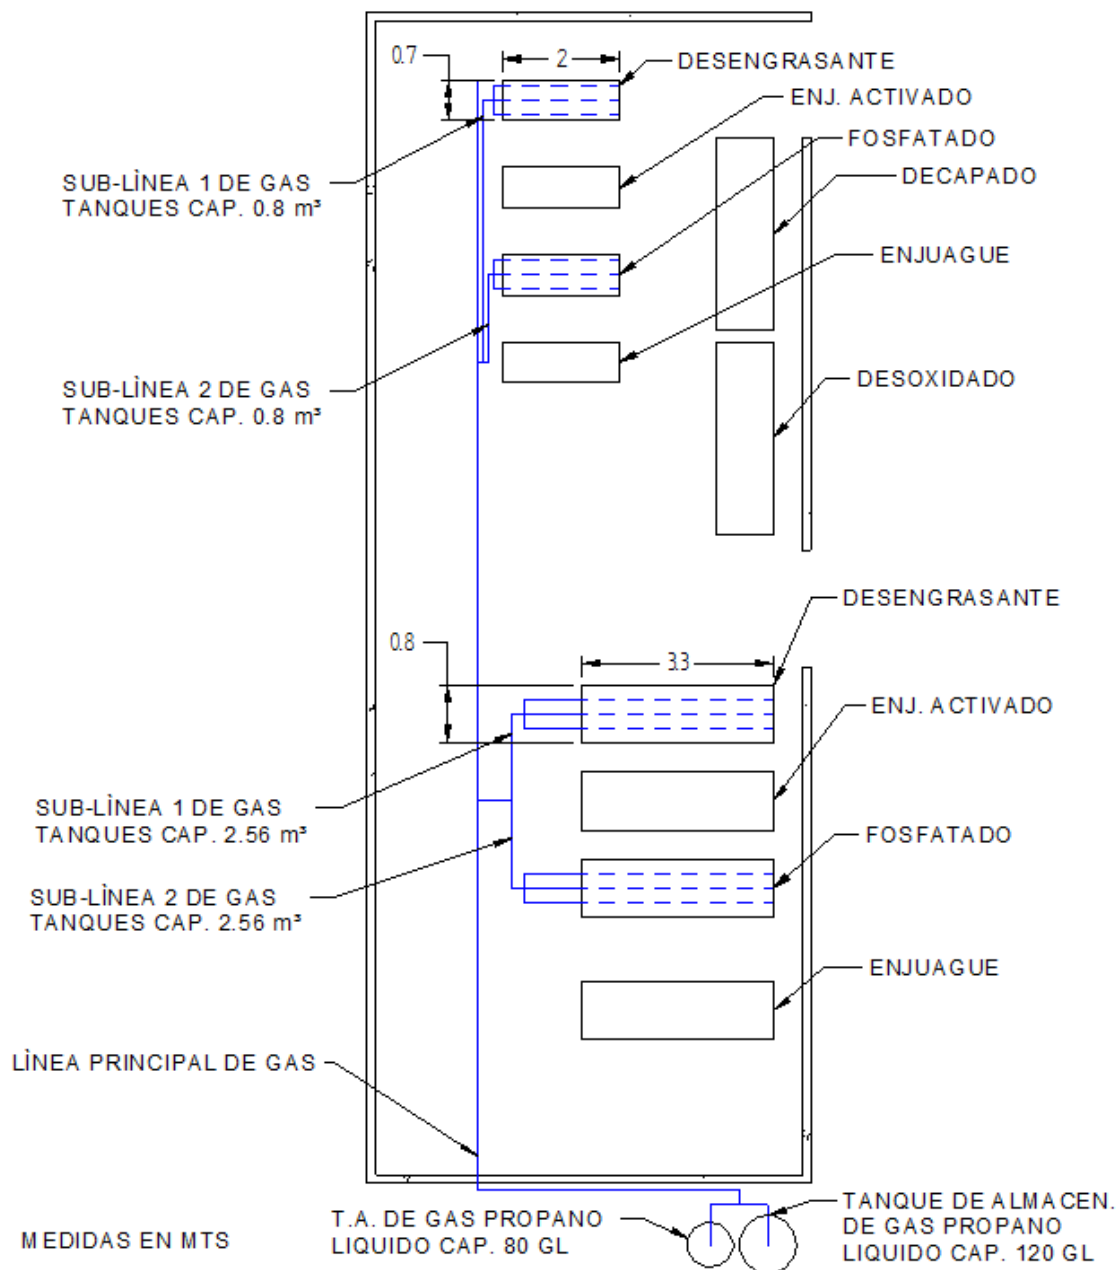 0.7
2
DESENGRASANTE
ENJ. ACTIVADO
FOSFATADO
DECAPADO
SUB-LÌNEA 1 DE GAS
TANQUES CAP. 0.8 m³
ENJUAGUE
SUB-LÌNEA 2 DE GAS
TANQUES CAP. 0.8 m³
DESOXIDADO
DESENGRASANTE
0.8
3.3
ENJ. ACTIVADO
SUB-LÌNEA 1 DE GAS
TANQUES CAP. 2.56 m³
FOSFATADO
SUB-LÌNEA 2 DE GAS
TANQUES CAP. 2.56 m³
ENJUAGUE
LÌNEA PRINCIPAL DE GAS
MEDIDAS EN MTS
T.A. DE GAS PROPANO
LIQUIDO CAP. 80 GL
TANQUE DE ALMACEN.
DE GAS PROPANO
LIQUIDO CAP. 120 GL